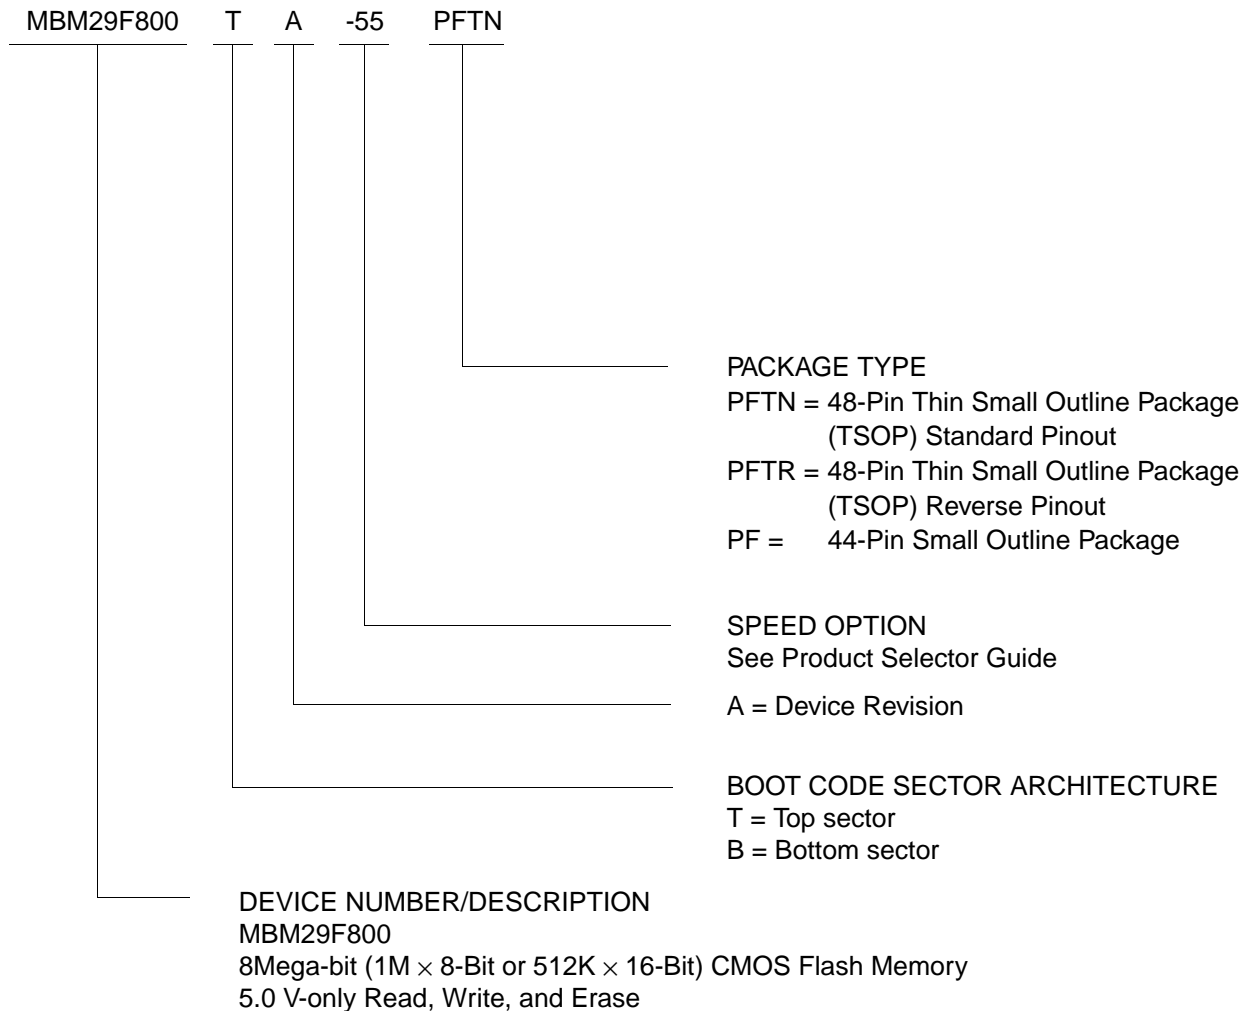 MBM29F800 T A -55 PFTN
PACKAGE TYPE
PFTN = 48-Pin Thin Small Outline Package
(TSOP) Standard Pinout
PFTR = 48-Pin Thin Small Outline Package
(TSOP) Reverse Pinout
PF = 44-Pin Small Outline Package
SPEED OPTION
See Product Selector Guide
A = Device Revision
BOOT CODE SECTOR ARCHITECTURE
T = Top sector
B = Bottom sector
DEVICE NUMBER/DESCRIPTION
MBM29F800
8Mega-bit (1M × 8-Bit or 512K × 16-Bit) CMOS Flash Memory
5.0 V-only Read, Write, and Erase